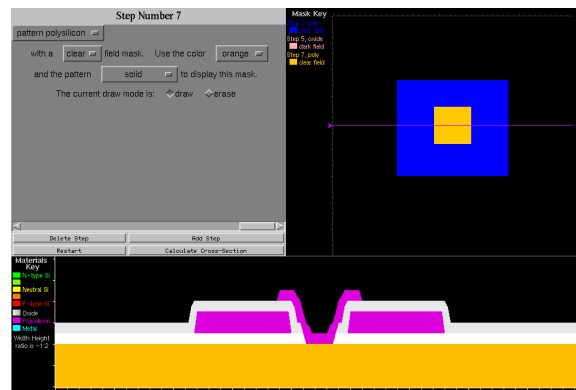 Step Number 7
pattern polysilicon
with a clear field mask. Use the color orange
and the pattern solid to display this mask.
The current draw mode is: draw erase
Delete Step Add Step
Restart Calculate Cross-Section
Mask Key
Step 5, oxide
dark field
Step 7, poly
clear field
Materials
Key
N-type Si
Neutral Si
P-type Si
Oxide
Polysilicon
Metal
Width:Height
ratio is ~1:2